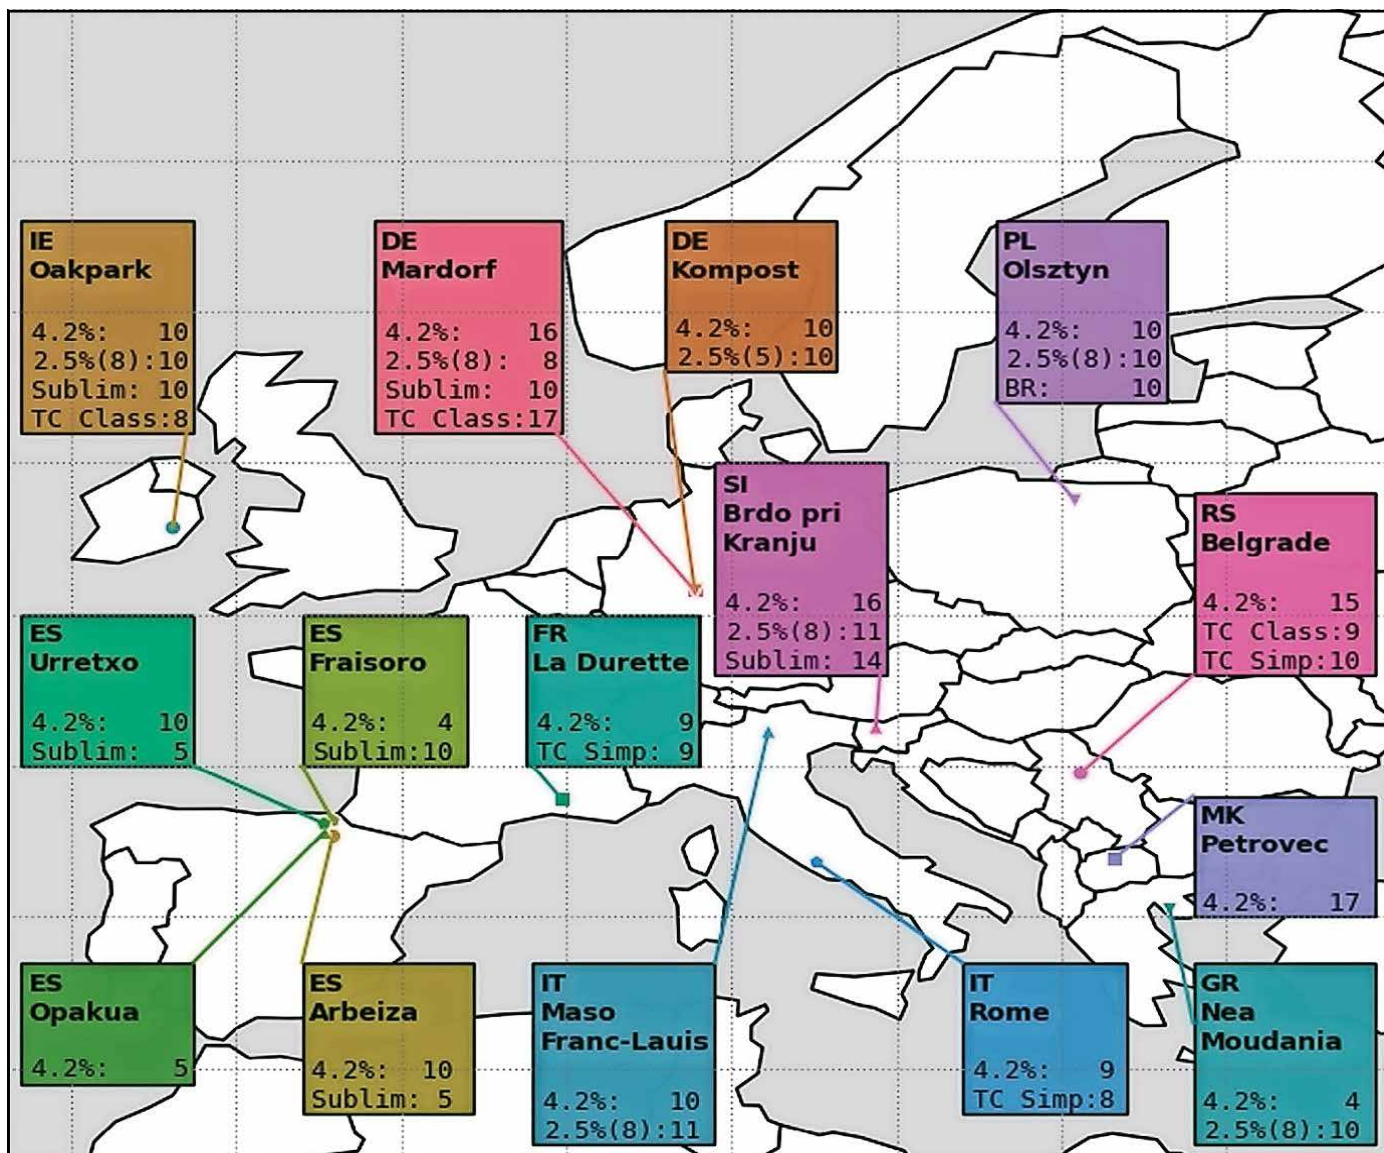 IE
Oakpark
4.2%: 10
2.5%(8):10
Sublim: 10
TC Class:8
DE
Mardorf
4.2%: 16
2.5%(8): 8
Sublim: 10
TC Class:17
DE
Kompost
4.2%: 10
2.5%(5):10
PL
Olsztyn
4.2%: 10
2.5%(8):10
BR: 10
SI
Brdo pri
Kranju
4.2%: 16
2.5%(8):11
Sublim: 14
RS
Belgrade
4.2%: 15
TC Class:9
TC Simp:10
ES
Urretxo
4.2%: 10
Sublim: 5
ES
Fraisoro
4.2%: 4
Sublim:10
FR
La Durette
4.2%: 9
TC Simp: 9
MK
Petrovec
4.2%: 17
ES
Opakua
4.2%: 5
ES
Arbeiza
4.2%: 10
Sublim: 5
IT
Maso
Franc-Lauis
4.2%: 10
2.5%(8):11
IT
Rome
4.2%: 9
TC Simp:8
GR
Nea
Moudania
4.2%: 4
2.5%(8):10